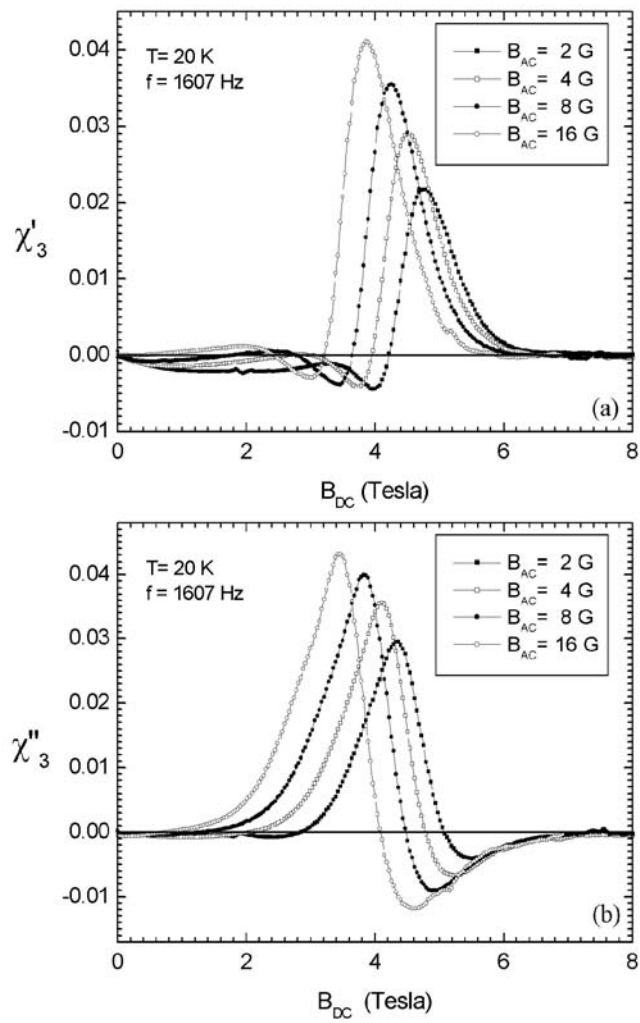 0.04
0.03
0.02
0.01
0.00
-0.01
T= 20 K
f = 1607 Hz
B_AC= 2 G
B_AC= 4 G
B_AC= 8 G
B_AC= 16 G
χ'_3
(a)
0 2 4 6 8
B_DC (Tesla)
0.04
0.03
0.02
0.01
0.00
-0.01
T= 20 K
f = 1607 Hz
B_AC= 2 G
B_AC= 4 G
B_AC= 8 G
B_AC= 16 G
χ"_3
(b)
0 2 4 6 8
B_DC (Tesla)